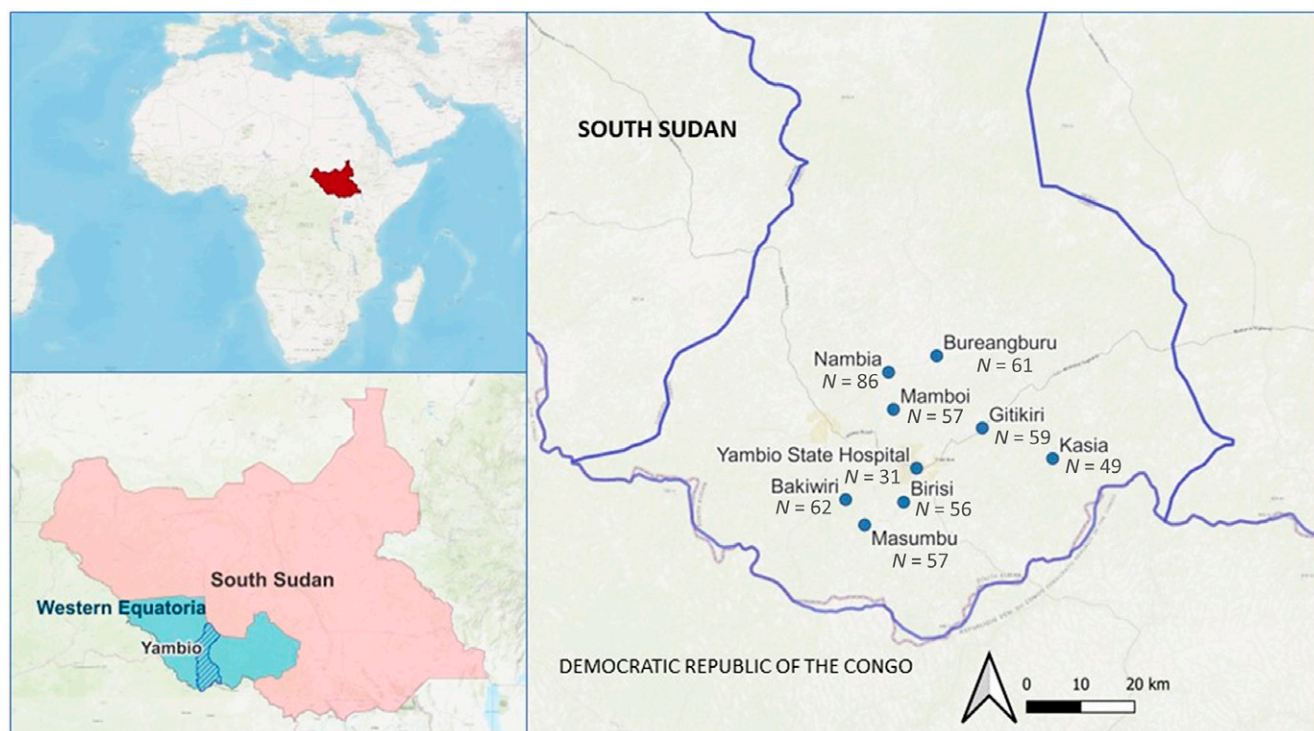 South Sudan
Western Equatoria
Yambio
SOUTH SUDAN
Bureangburu
N = 61
Nambia
N = 86
Mamboi
N = 57
Gitikiri
N = 59
Kasia
N = 49
Yambio State Hospital
N = 31
Bakiwiri
N = 62
Birisi
N = 56
Masumbu
N = 57
DEMOCRATIC REPUBLIC OF THE CONGO
0 10 20 km